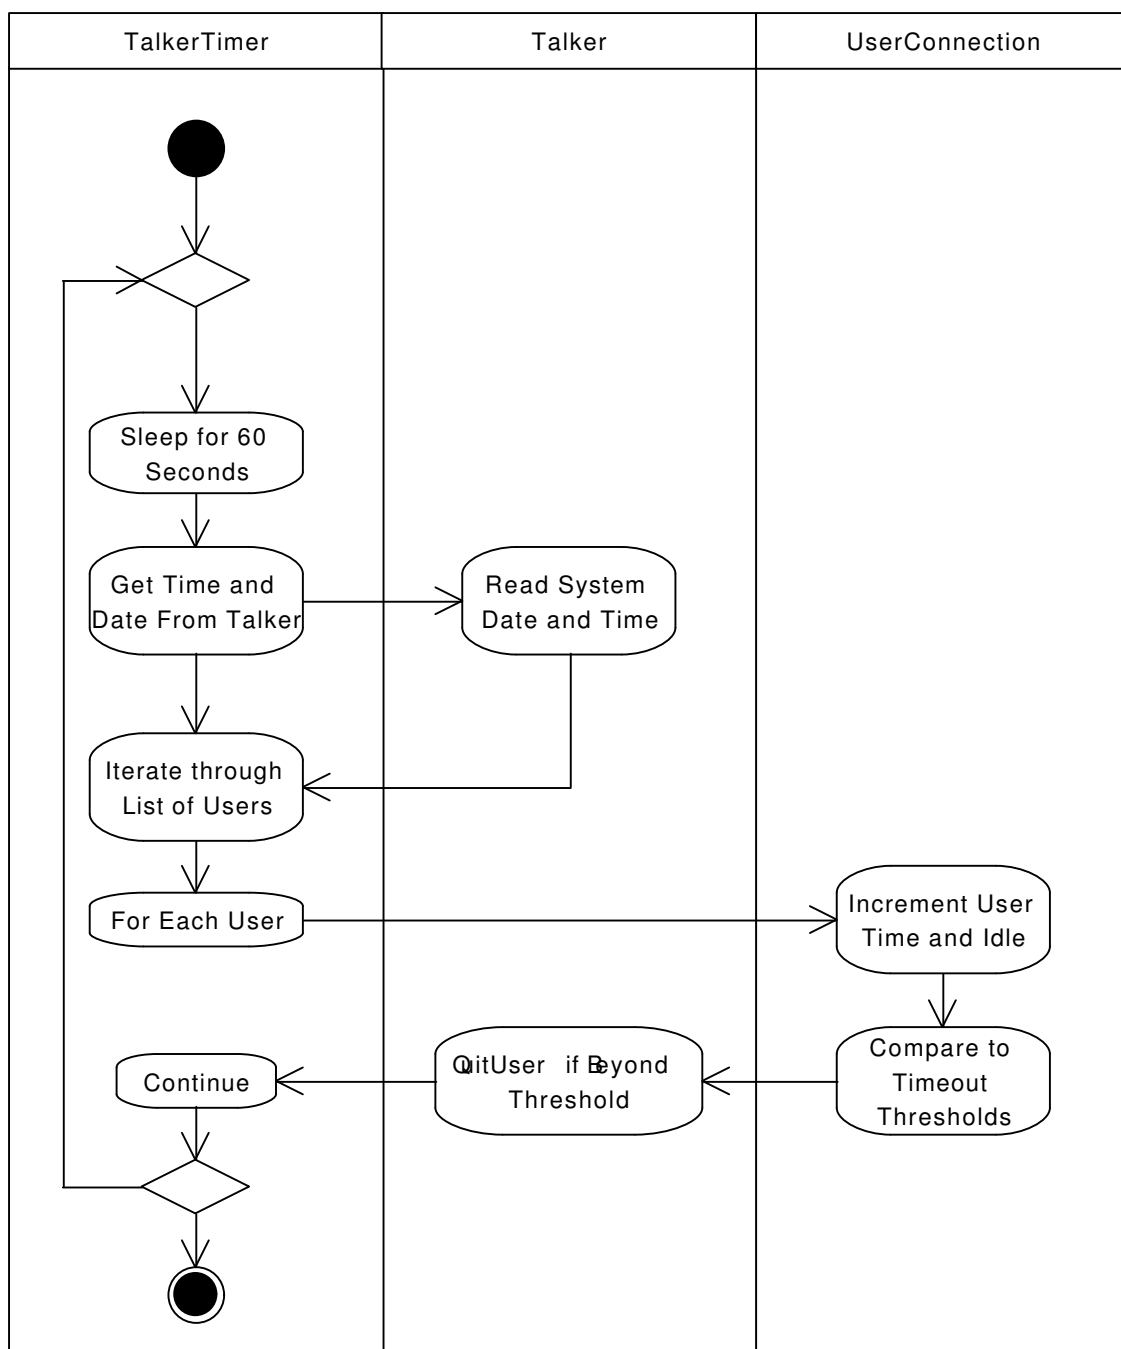 TalkerTimer
Talker
UserConnection
Sleep for 60
Seconds
Get Time and
Date From Talker
Read System
Date and Time
Iterate through
List of Users
For Each User
Increment User
Time and Idle
Compare to
Timeout
Thresholds
QuitUser if Beyond
Threshold
Continue